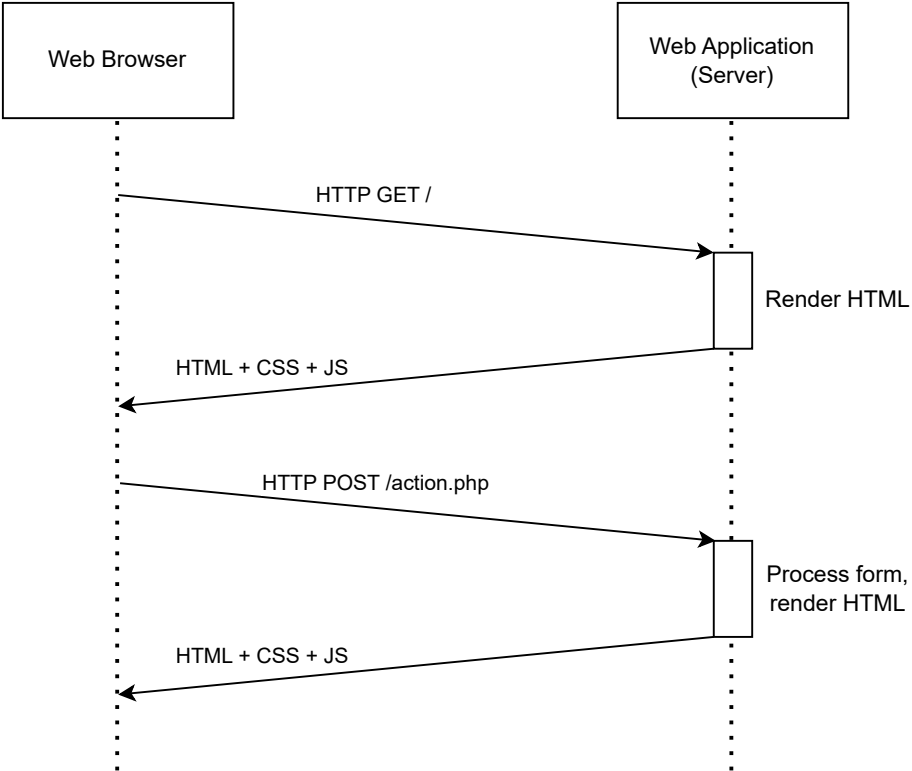 Web Browser
Web Application
(Server)
HTTP GET /
Render HTML
HTML + CSS + JS
HTTP POST /action.php
Process form,
render HTML
HTML + CSS + JS